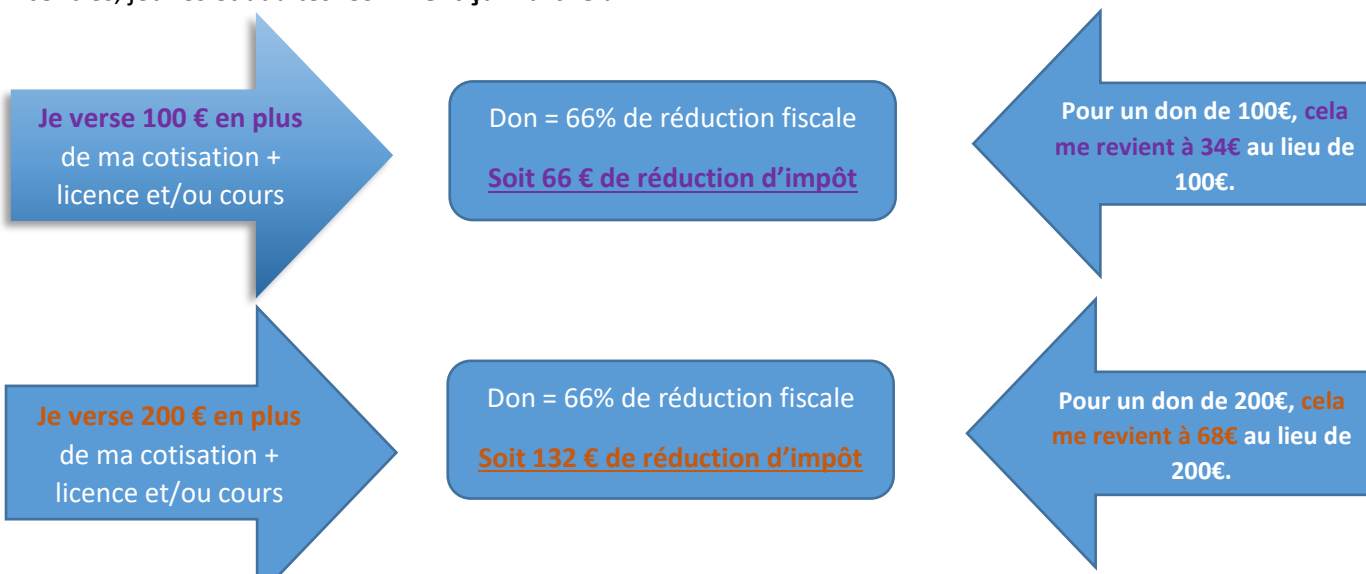 Je verse 100 € en plus
de ma cotisation +
licence et/ou cours
Don = 66% de réduction fiscale
Soit 66 € de réduction d’impôt
Pour un don de 100€, cela
me revient à 34€ au lieu de
100€.
Je verse 200 € en plus
de ma cotisation +
licence et/ou cours
Don = 66% de réduction fiscale
Soit 132 € de réduction d’impôt
Pour un don de 200€, cela
me revient à 68€ au lieu de
200€.